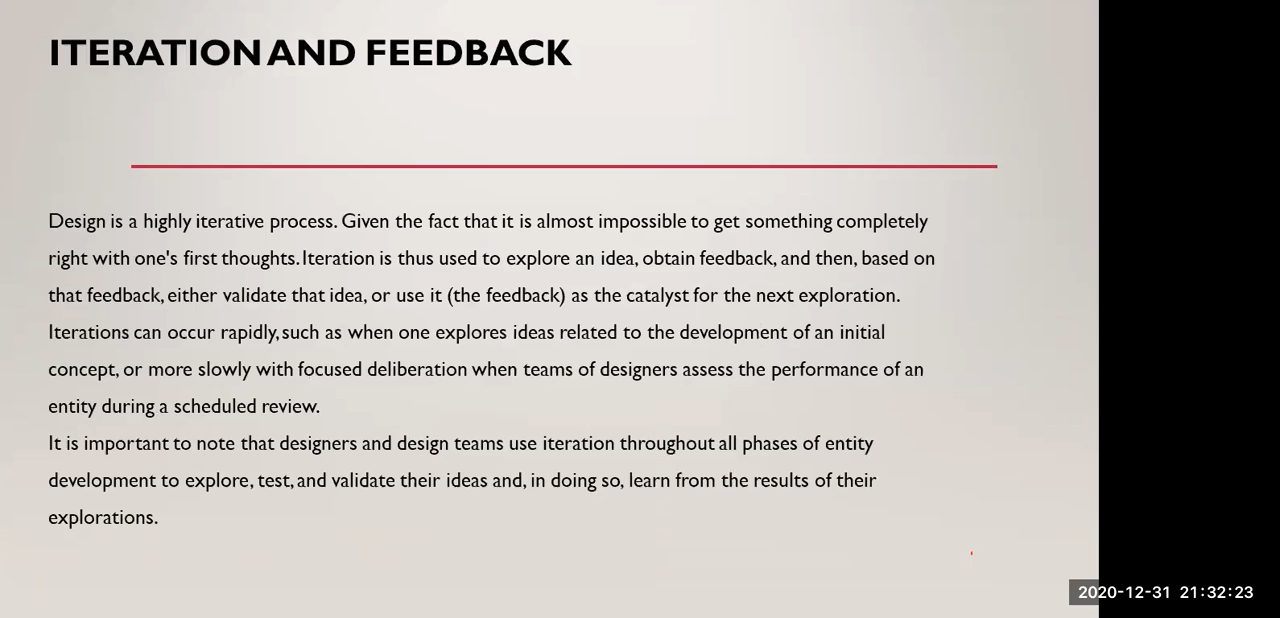 ITERATION AND FEEDBACK
Design is a highly iterative process. Given the fact that it is almost impossible to get something completely
right with one's first thoughts. Iteration is thus used to explore an idea, obtain feedback, and then, based on
that feedback, either validate that idea, or use it (the feedback) as the catalyst for the next exploration.
Iterations can occur rapidly, such as when one explores ideas related to the development of an initial
concept, or more slowly with focused deliberation when teams of designers assess the performance of an
entity during a scheduled review.
It is important to note that designers and design teams use iteration throughout all phases of entity
development to explore, test, and validate their ideas and, in doing so, learn from the results of their
explorations.
2020-12-31 21:32:23